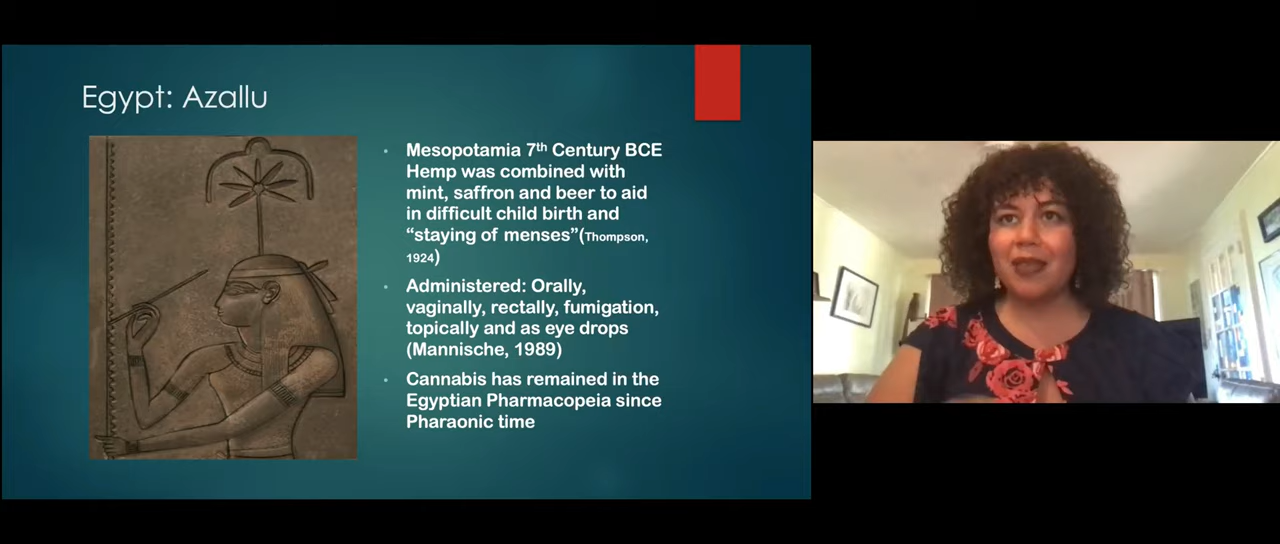 Egypt: Azallu
• Mesopotamia 7th Century BCE
Hemp was combined with
mint, saffron and beer to aid
in difficult child birth and
“staying of menses”(Thompson,
1924)
• Administered: Orally,
vaginally, rectally, fumigation,
topically and as eye drops
(Mannische, 1989)
• Cannabis has remained in the
Egyptian Pharmacopeia since
Pharaonic time